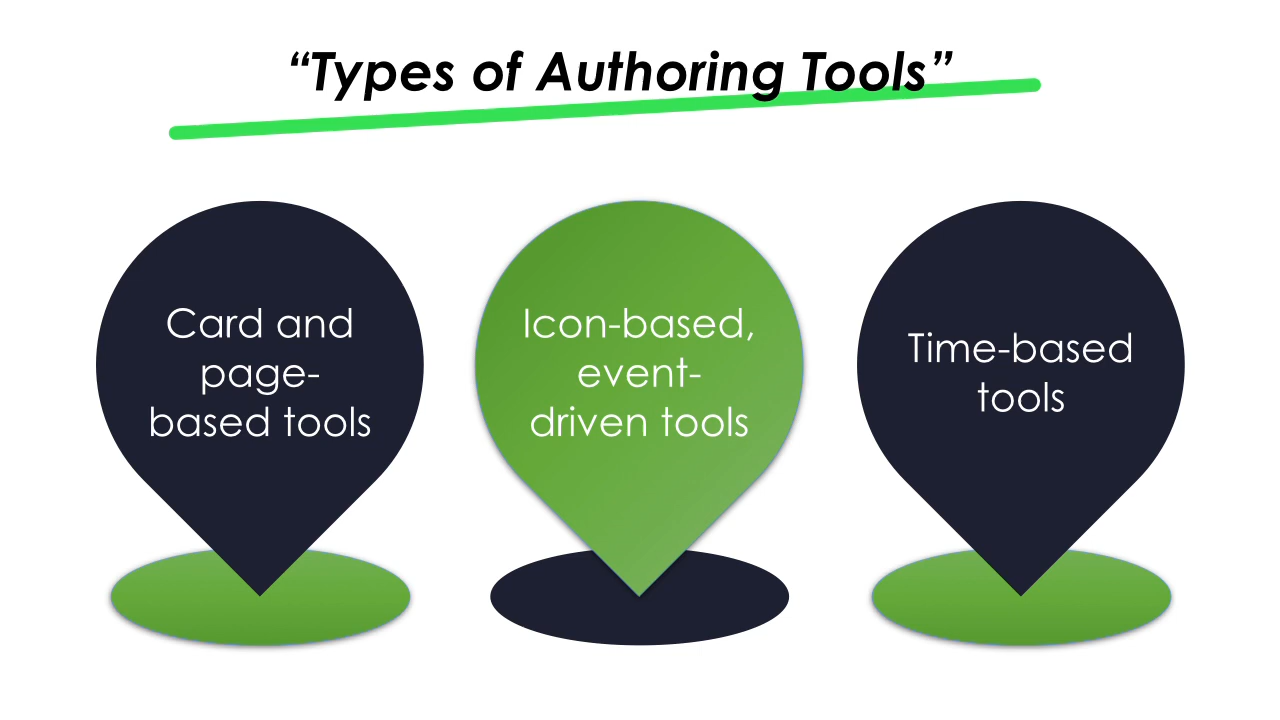 “Types of Authoring Tools”
Card and
page-
based tools
Icon-based,
event-
driven tools
Time-based
tools